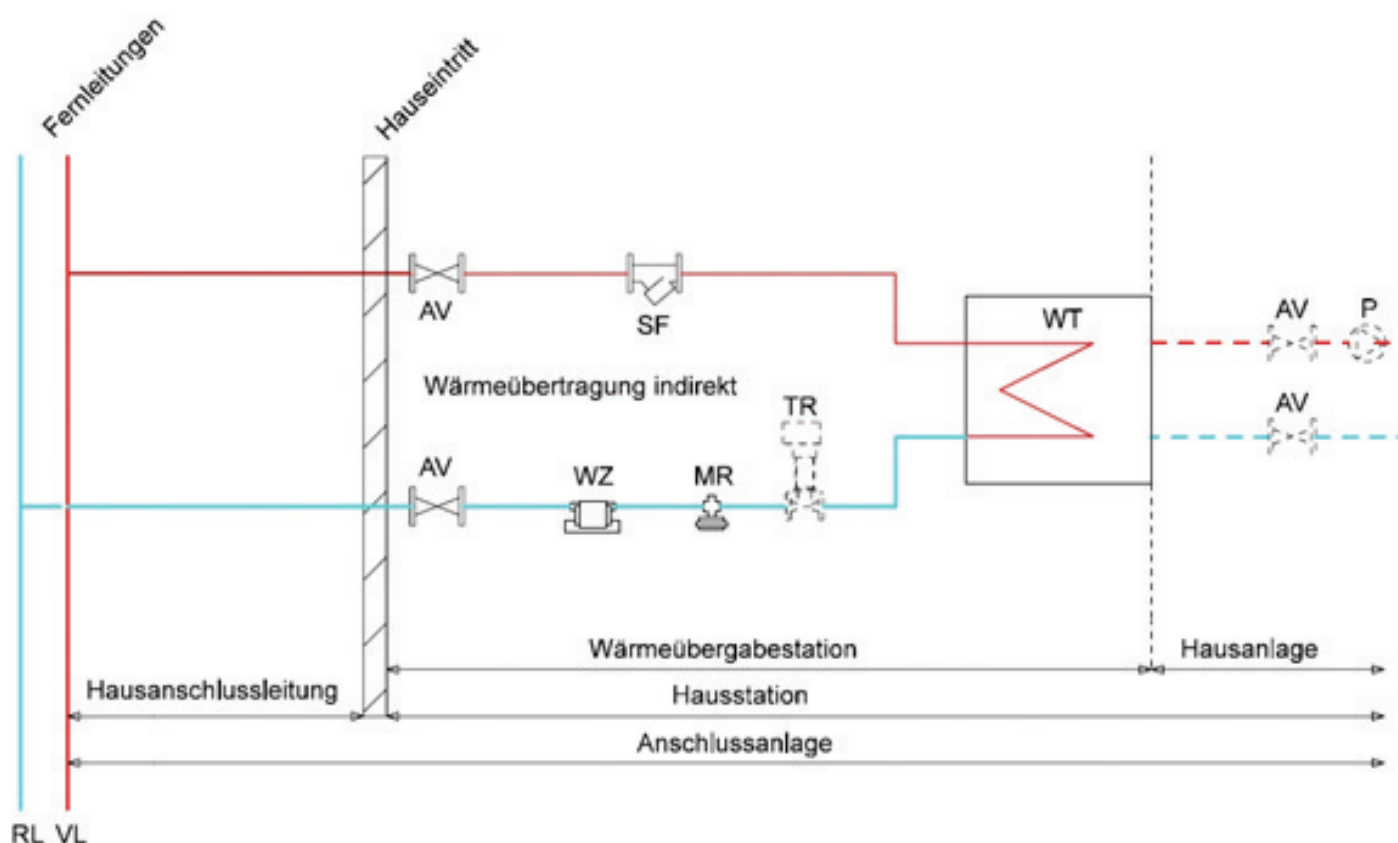 Fernleitungen
Hauseintritt
AV
SF
WT
AV
P
Wärmeübertragung indirekt
TR
AV
AV
WZ
MR
Wärmeübergabestation
Hausanlage
Hausanschlussleitung
Hausstation
Anschlussanlage
RL VL